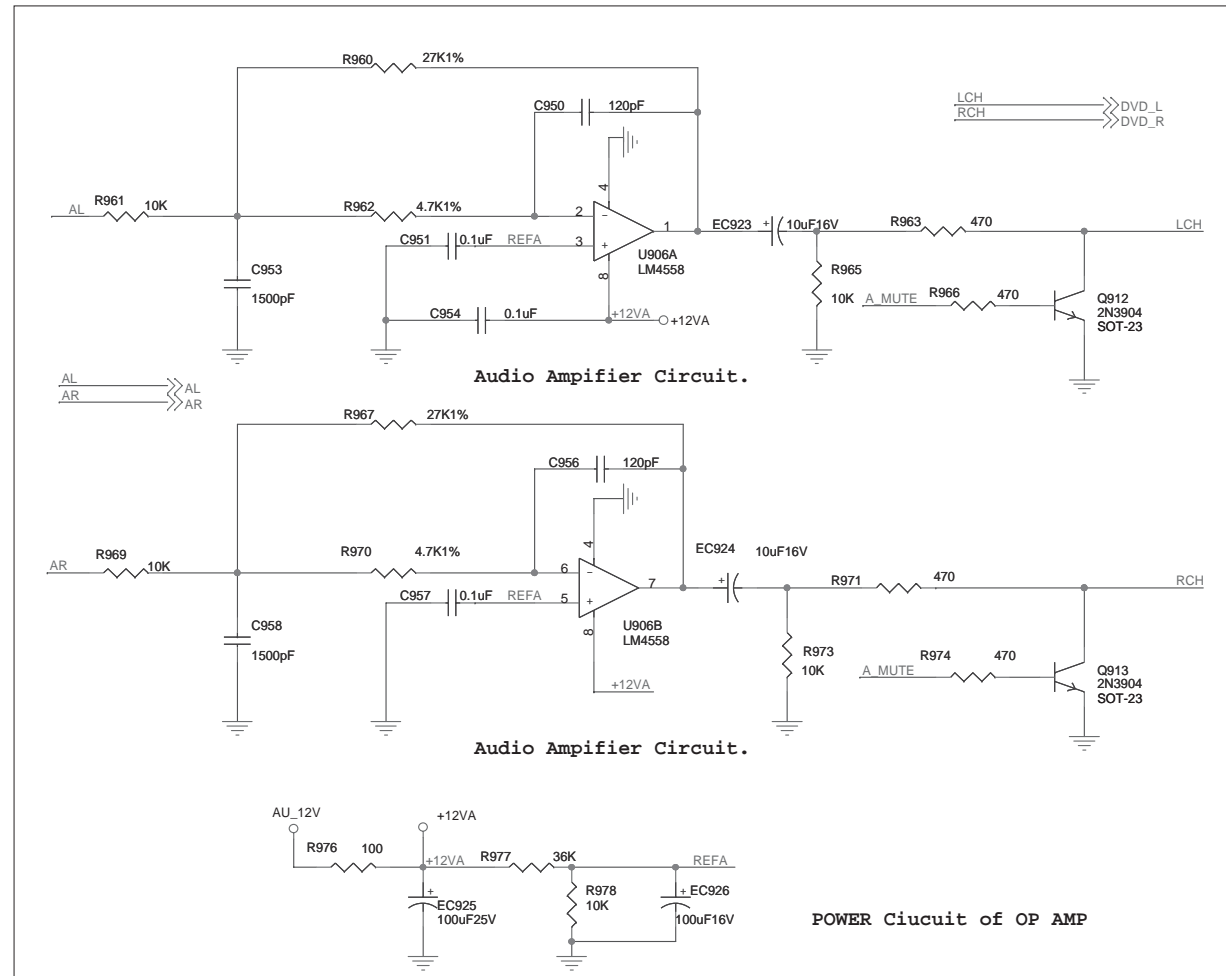 R960 27K1%
C950 120pF
LCH
RCH
DVD_L
DVD_R
4
R961
AL 10K
R962 4.7K1%
2
1
3
8
EC923 + 10uF16V
R963 470
LCH
C951 0.1uF REFA
U906A
LM4558
C953
1500pF
R965
10K
A_MUTE R966 470
Q912
2N3904
SOT-23
C954 0.1uF
+12VA
+12VA
Audio Ampifier Circuit.
AL
AR
AL
AR
R967 27K1%
C956 120pF
4
R969
AR 10K
R970 4.7K1%
6
7
5
8
EC924 10uF16V
+
R971 470
RCH
C957 0.1uF REFA
U906B
LM4558
C958
1500pF
R973
10K
A_MUTE R974 470
Q913
2N3904
SOT-23
+12VA
Audio Ampifier Circuit.
AU_12V
+12VA
R976 100
+12VA
R977 36K
REFA
+
EC925
100uF25V
R978
10K
+ EC926
100uF16V
POWER Ciucuit of OP AMP